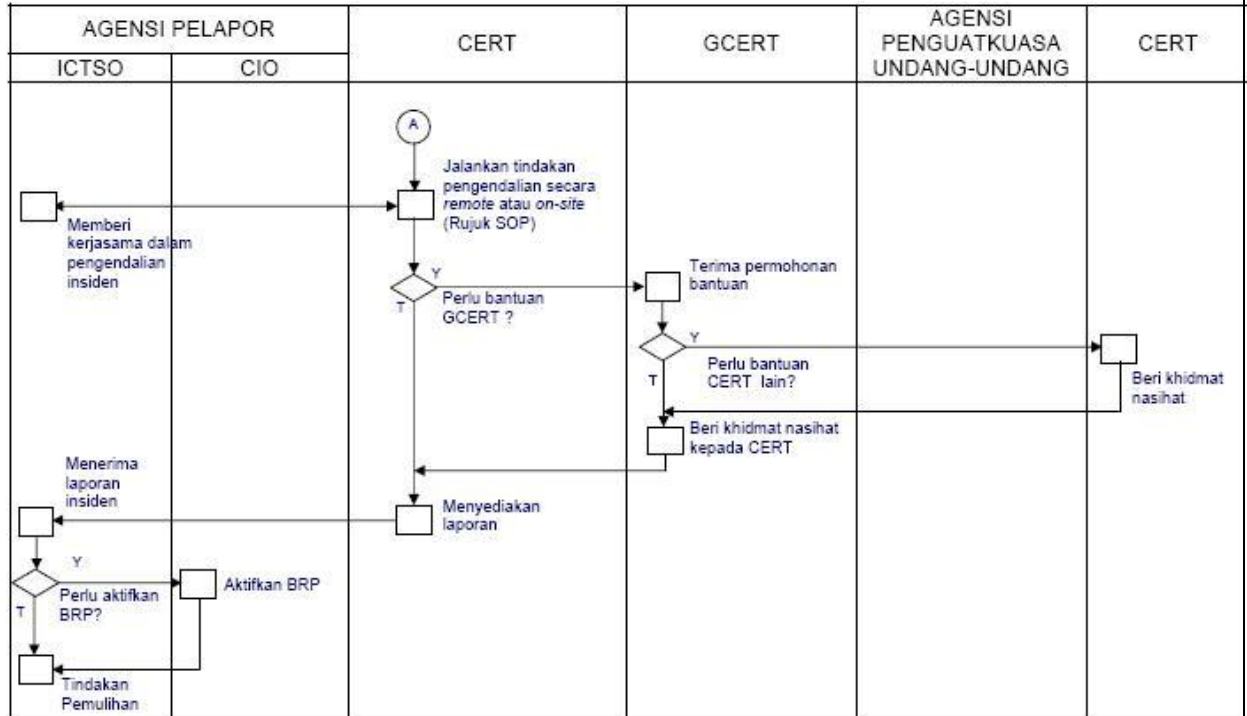 AGENSI PELAPOR
ICTSO
CIO
CERT
GCERT
AGENSI
PENGUATKUASA
UNDANG-UNDANG
CERT
A
Jalankan tindakan
pengendalian secara
remote atau on-site
(Rujuk SOP)
Memberi
kerjasama dalam
pengendalian
insiden
Y
T
Perlu bantuan
GCERT ?
Terima permohonan
bantuan
Y
T
Perlu bantuan
CERT lain?
Beri khidmat
nasihat
Beri khidmat nasihat
kepada CERT
Menerima
laporan
insiden
Menyediakan
laporan
Y
T
Perlu aktifkan
BRP?
Aktifkan BRP
Tindakan
Pemulihan